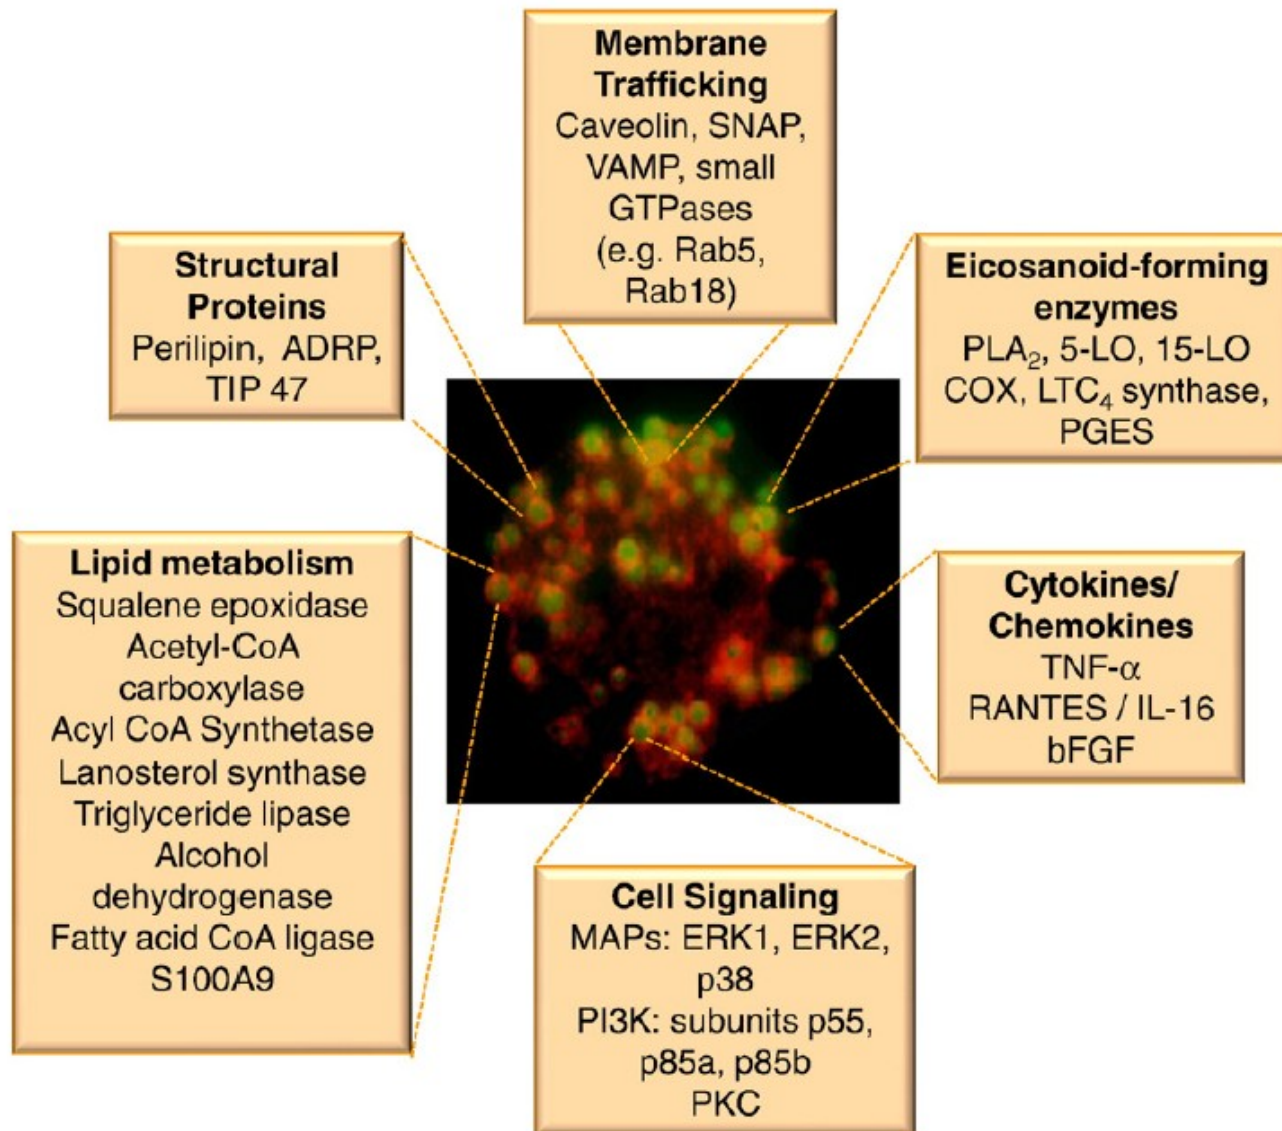 Membrane
Trafficking
Caveolin, SNAP,
VAMP, small
GTPases
(e.g. Rab5,
Rab18)
Structural
Proteins
Perilipin, ADRP,
TIP 47
Eicosanoid-forming
enzymes
PLA₂, 5-LO, 15-LO
COX, LTC₄ synthase,
PGES
Lipid metabolism
Squalene epoxidase
Acetyl-CoA
carboxylase
Acyl CoA Synthetase
Lanosterol synthase
Triglyceride lipase
Alcohol
dehydrogenase
Fatty acid CoA ligase
S100A9
Cytokines/
Chemokines
TNF-α
RANTES / IL-16
bFGF
Cell Signaling
MAPs: ERK1, ERK2,
p38
PI3K: subunits p55,
p85a, p85b
PKC